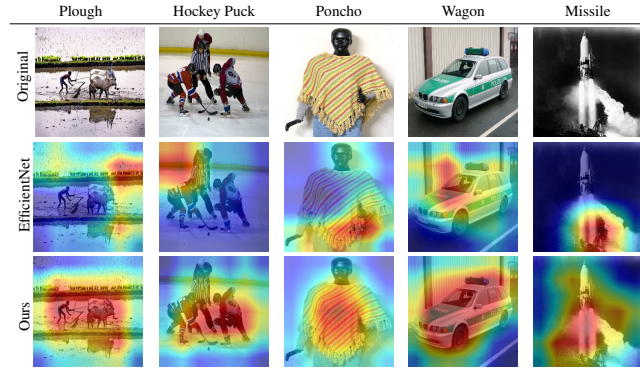 Plough Hockey Puck Poncho Wagon Missile
Original
EfficientNet
Ours